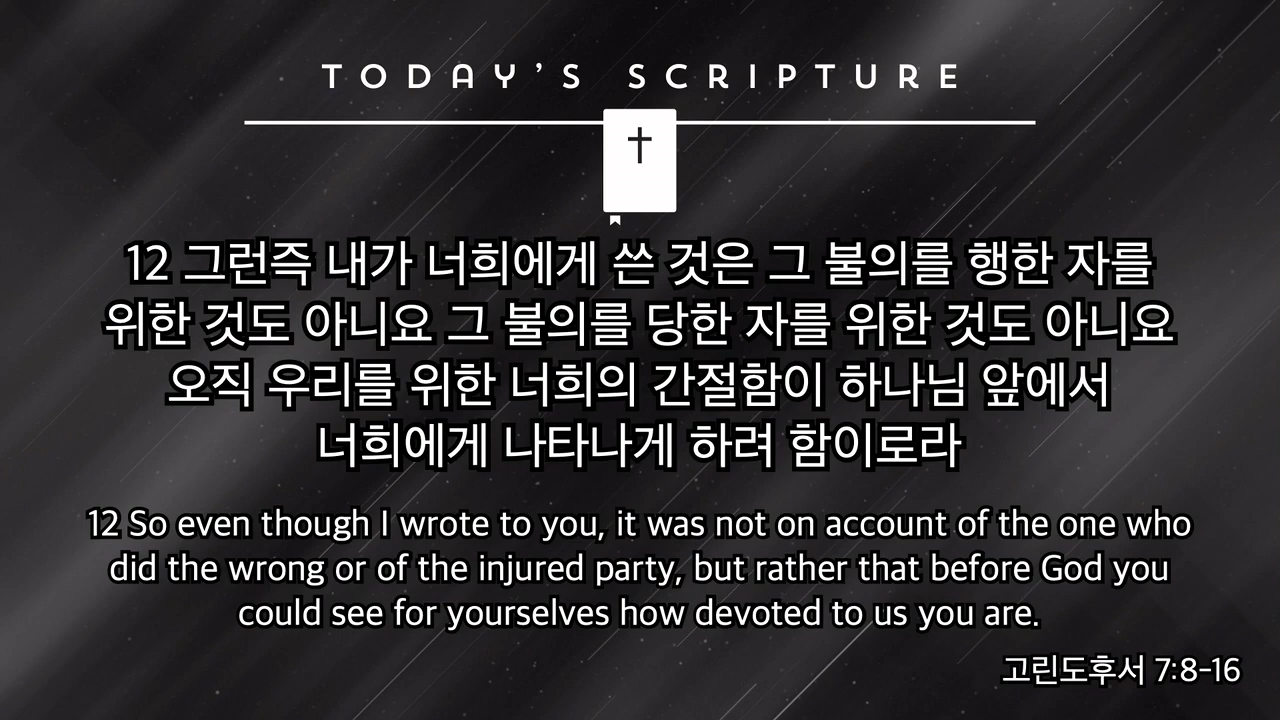 TODAY'S SCRIPTURE
12 그런즉 내가 너희에게 쓴 것은 그 불의를 행한 자를
위한 것도 아니요 그 불의를 당한 자를 위한 것도 아니요
오직 우리를 위한 너희의 간절함이 하나님 앞에서
너희에게 나타나게 하려 함이로라
12 So even though I wrote to you, it was not on account of the one who
did the wrong or of the injured party, but rather that before God you
could see for yourselves how devoted to us you are.
고린도후서 7:8-16